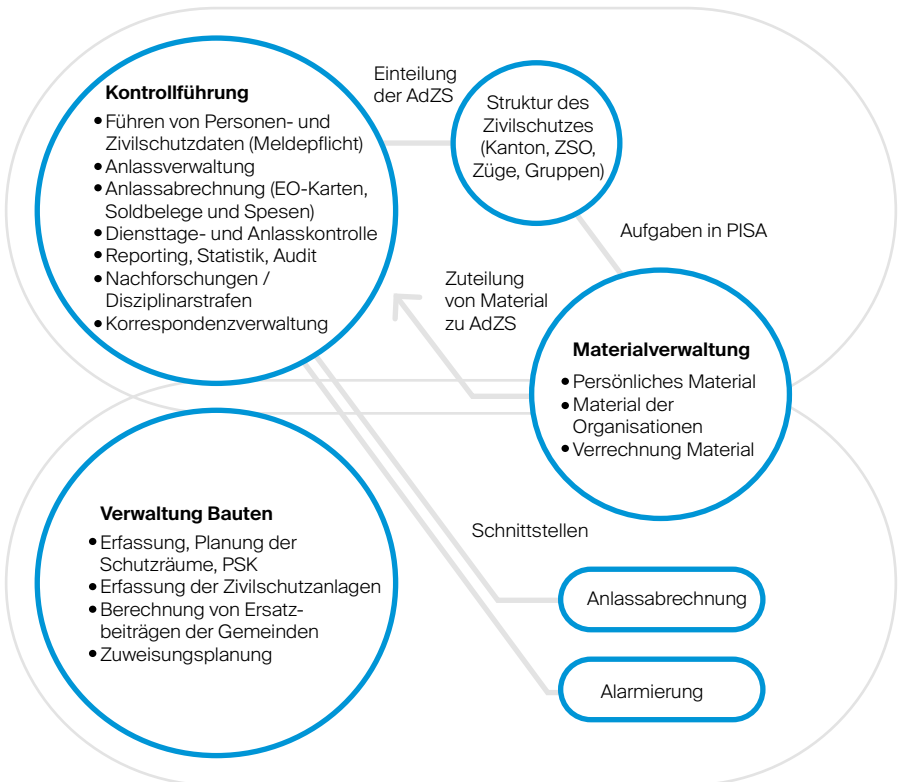 Kontrollführung
• Führen von Personen- und
Zivilschutzdaten (Meldepflicht)
• Anlassverwaltung
• Anlassabrechnung (EO-Karten,
Soldbelege und Spesen)
• Diensttage- und Anlasskontrolle
• Reporting, Statistik, Audit
• Nachforschungen /
Disziplinarstrafen
• Korrespondenzverwaltung
Einteilung
der AdZS
Struktur des
Zivilschutzes
(Kanton, ZSO,
Züge, Gruppen)
Aufgaben in PISA
Zuteilung
von Material
zu AdZS
Materialverwaltung
• Persönliches Material
• Material der
Organisationen
• Verrechnung Material
Verwaltung Bauten
• Erfassung, Planung der
Schutzräume, PSK
• Erfassung der Zivilschutzanlagen
• Berechnung von Ersatz-
beiträgen der Gemeinden
• Zuweisungsplanung
Schnittstellen
Anlassabrechnung
Alarmierung